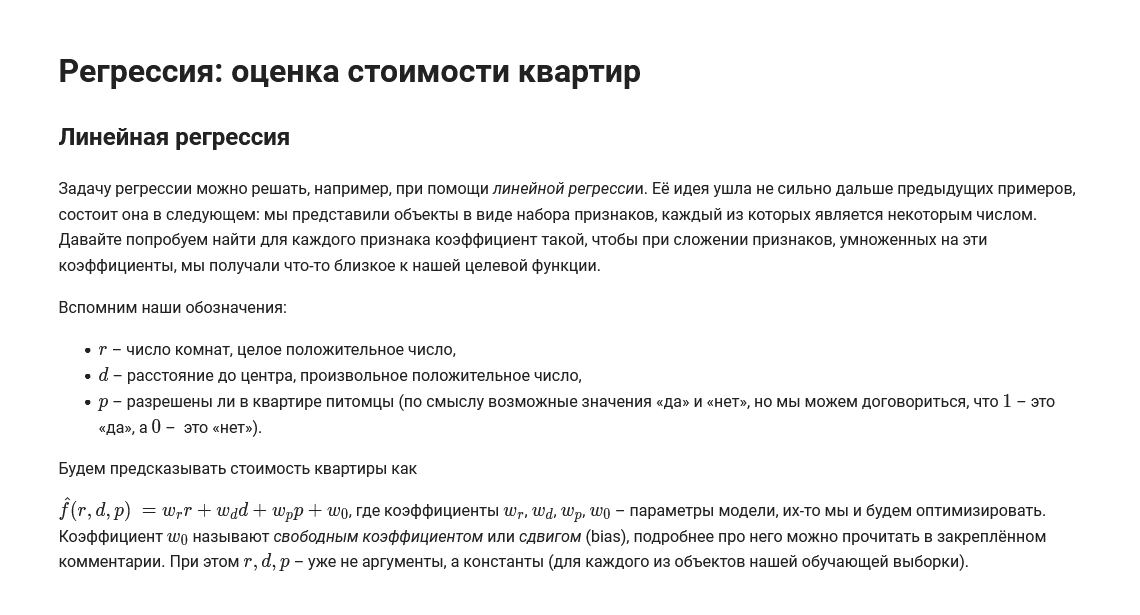 Регрессия: оценка стоимости квартир
Линейная регрессия
Задачу регрессии можно решать, например, при помощи линейной регрессии. Её идея ушла не сильно дальше предыдущих примеров,
состоит она в следующем: мы представили объекты в виде набора признаков, каждый из которых является некоторым числом.
Давайте попробуем найти для каждого признака коэффициент такой, чтобы при сложении признаков, умноженных на эти
коэффициенты, мы получали что-то близкое к нашей целевой функции.
Вспомним наши обозначения:
• r – число комнат, целое положительное число,
• d – расстояние до центра, произвольное положительное число,
• p – разрешены ли в квартире питомцы (по смыслу возможные значения «да» и «нет», но мы можем договориться, что 1 – это
«да», а 0 – это «нет»).
Будем предсказывать стоимость квартиры как
f̂(r, d, p) = w_r r + w_d d + w_p p + w_0, где коэффициенты w_r, w_d, w_p, w_0 – параметры модели, их-то мы и будем оптимизировать.
Коэффициент w_0 называют свободным коэффициентом или сдвигом (bias), подробнее про него можно прочитать в закреплённом
комментарии. При этом r, d, p – уже не аргументы, а константы (для каждого из объектов нашей обучающей выборки).